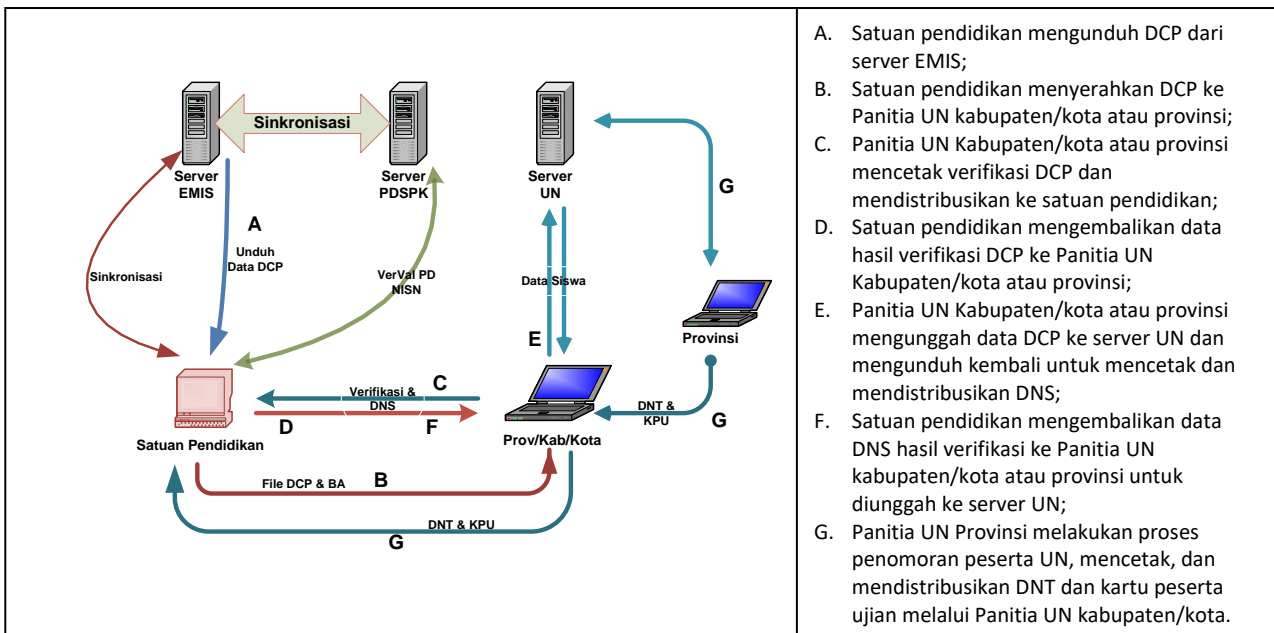 Sinkronisasi
Server
EMIS
Server
PDSPK
Server
UN
G
A
Unduh
Data DCP
Sinkronisasi
VerVal PD
NISN
Data Siswa
E
Provinsi
Verifikasi &
DNS
C
D
F
DNT &
KPU
G
Satuan Pendidikan
Prov/Kab/Kota
File DCP & BA
B
DNT & KPU
G
A. Satuan pendidikan mengunduh DCP dari
server EMIS;
B. Satuan pendidikan menyerahkan DCP ke
Panitia UN kabupaten/kota atau provinsi;
C. Panitia UN Kabupaten/kota atau provinsi
mencetak verifikasi DCP dan
mendistribusikan ke satuan pendidikan;
D. Satuan pendidikan mengembalikan data
hasil verifikasi DCP ke Panitia UN
Kabupaten/kota atau provinsi;
E. Panitia UN Kabupaten/kota atau provinsi
mengunggah data DCP ke server UN dan
mengunduh kembali untuk mencetak dan
mendistribusikan DNS;
F. Satuan pendidikan mengembalikan data
DNS hasil verifikasi ke Panitia UN
kabupaten/kota atau provinsi untuk
diunggah ke server UN;
G. Panitia UN Provinsi melakukan proses
penomoran peserta UN, mencetak, dan
mendistribusikan DNT dan kartu peserta
ujian melalui Panitia UN kabupaten/kota.